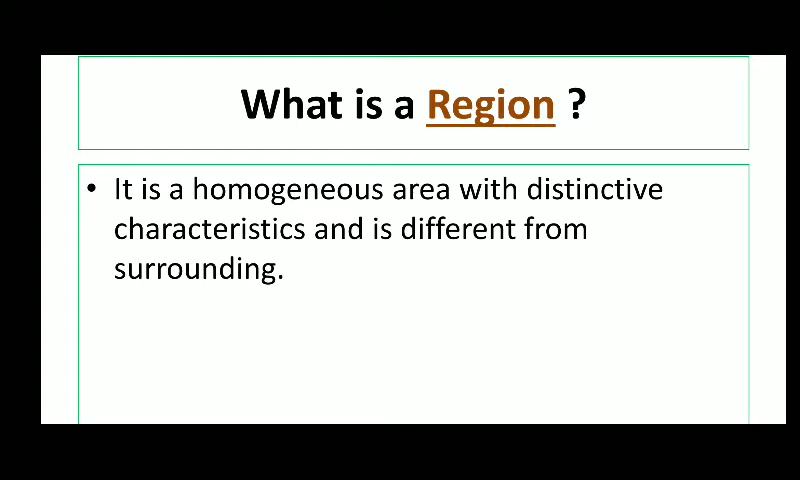 What is a Region ?
• It is a homogeneous area with distinctive
characteristics and is different from
surrounding.